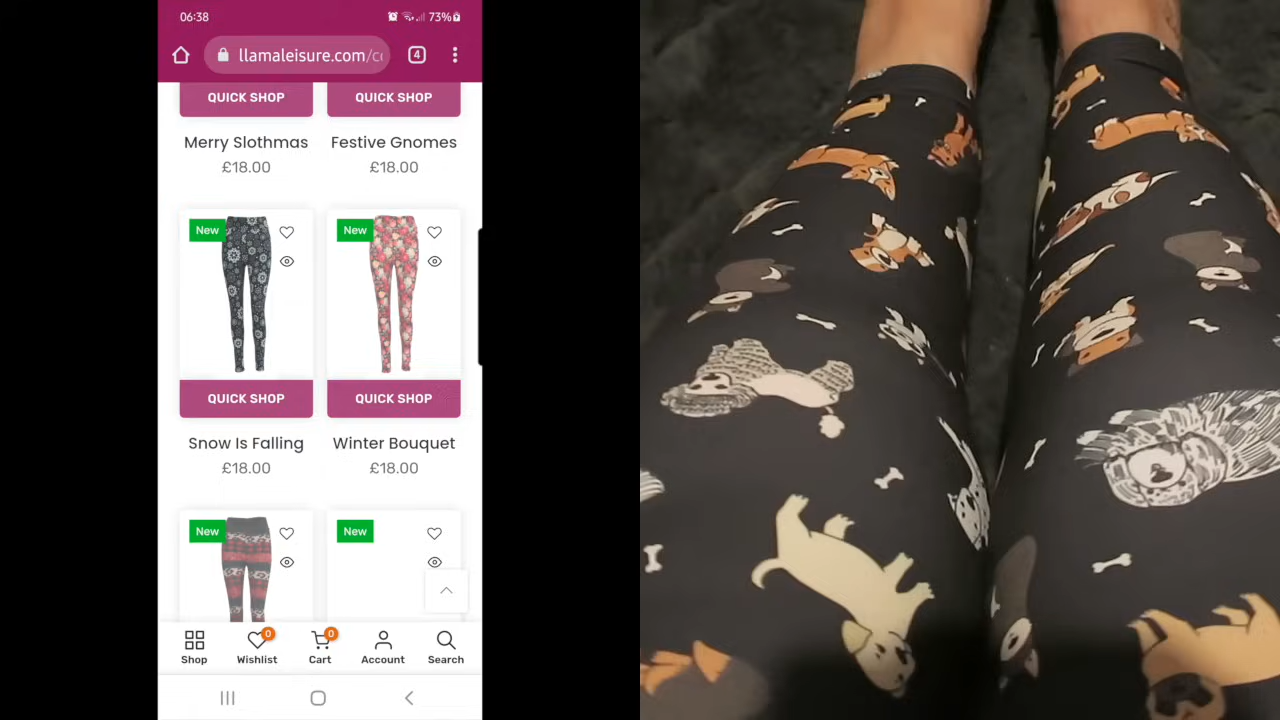 06:38
73%
llamaleisure.com/c
4
QUICK SHOP QUICK SHOP
Merry Slothmas Festive Gnomes
£18.00 £18.00
New New
QUICK SHOP QUICK SHOP
Snow Is Falling Winter Bouquet
£18.00 £18.00
New New
0 0
Shop Wishlist Cart Account Search